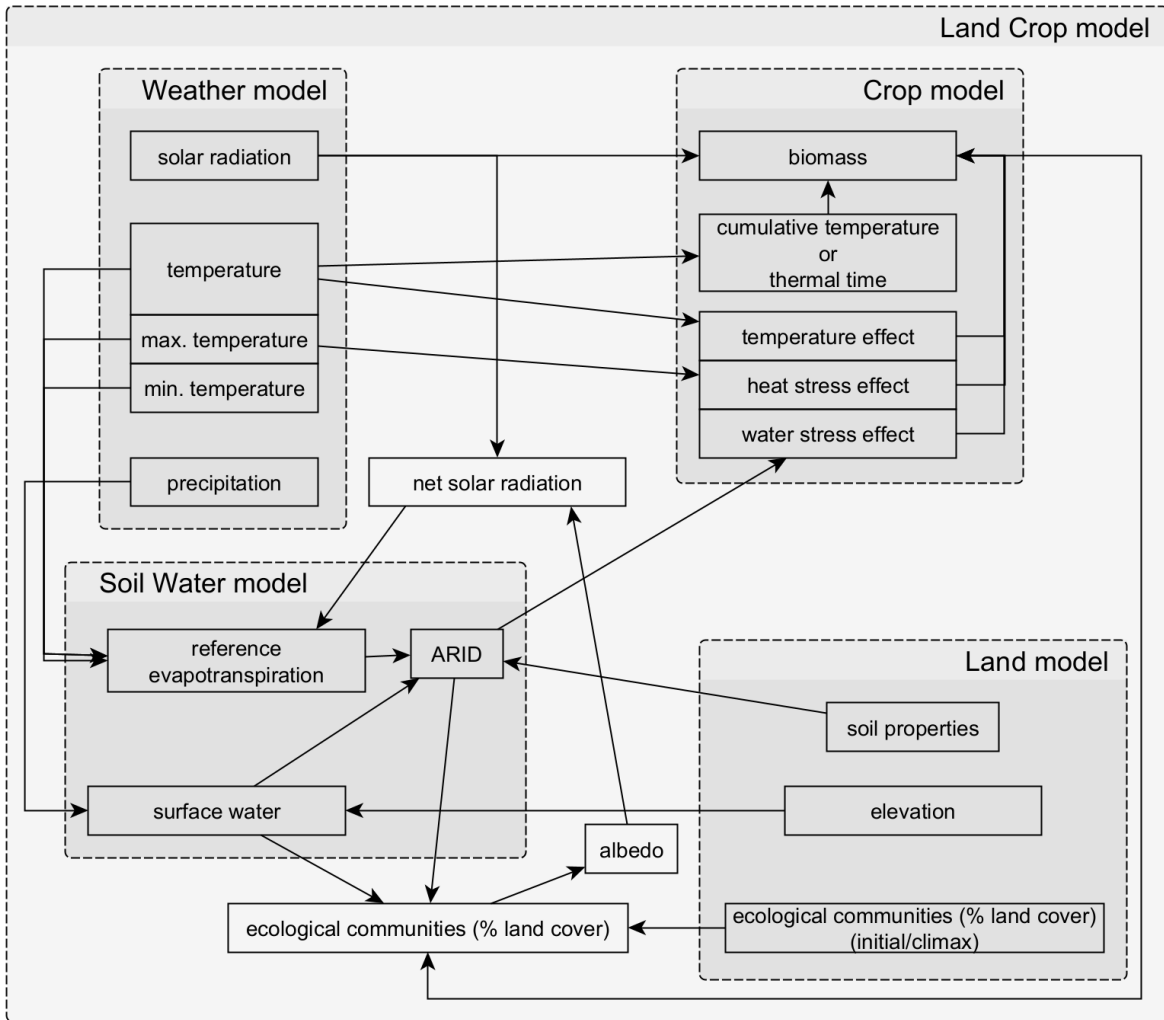 Land Crop model
Weather model
solar radiation
temperature
max. temperature
min. temperature
precipitation
Crop model
biomass
cumulative temperature
or
thermal time
temperature effect
heat stress effect
water stress effect
net solar radiation
Soil Water model
reference
evapotranspiration
ARID
surface water
Land model
soil properties
elevation
ecological communities (% land cover)
(initial/climax)
albedo
ecological communities (% land cover)